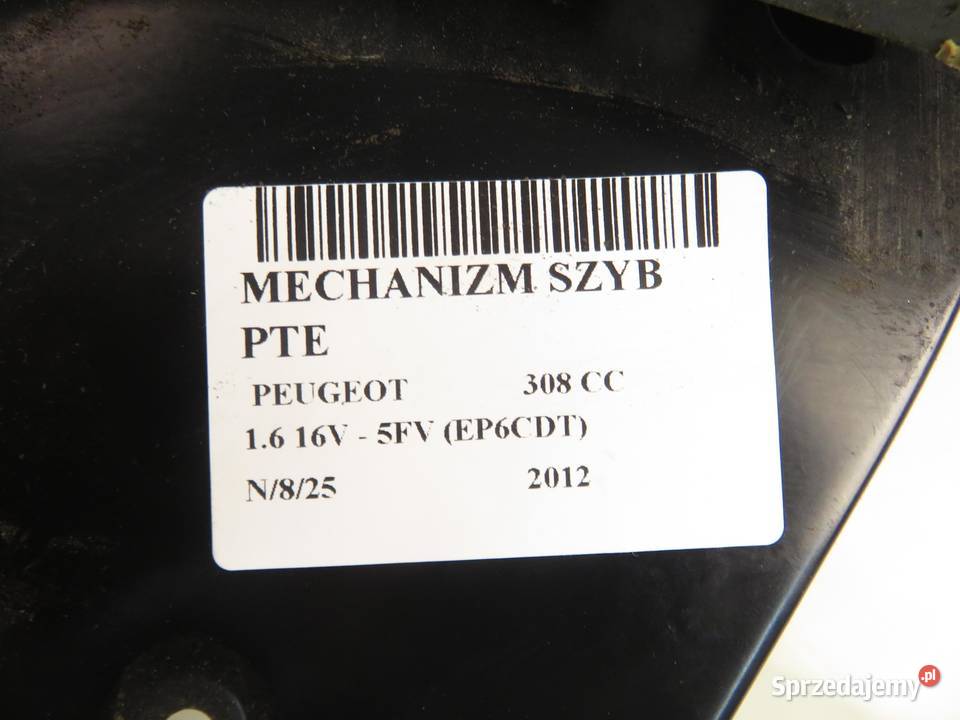 MECHANIZM SZYB
PTE
PEUGEOT 308 CC
1.6 16V - 5FV (EP6CDT)
N/8/25 2012
Sprzedajemy.pl